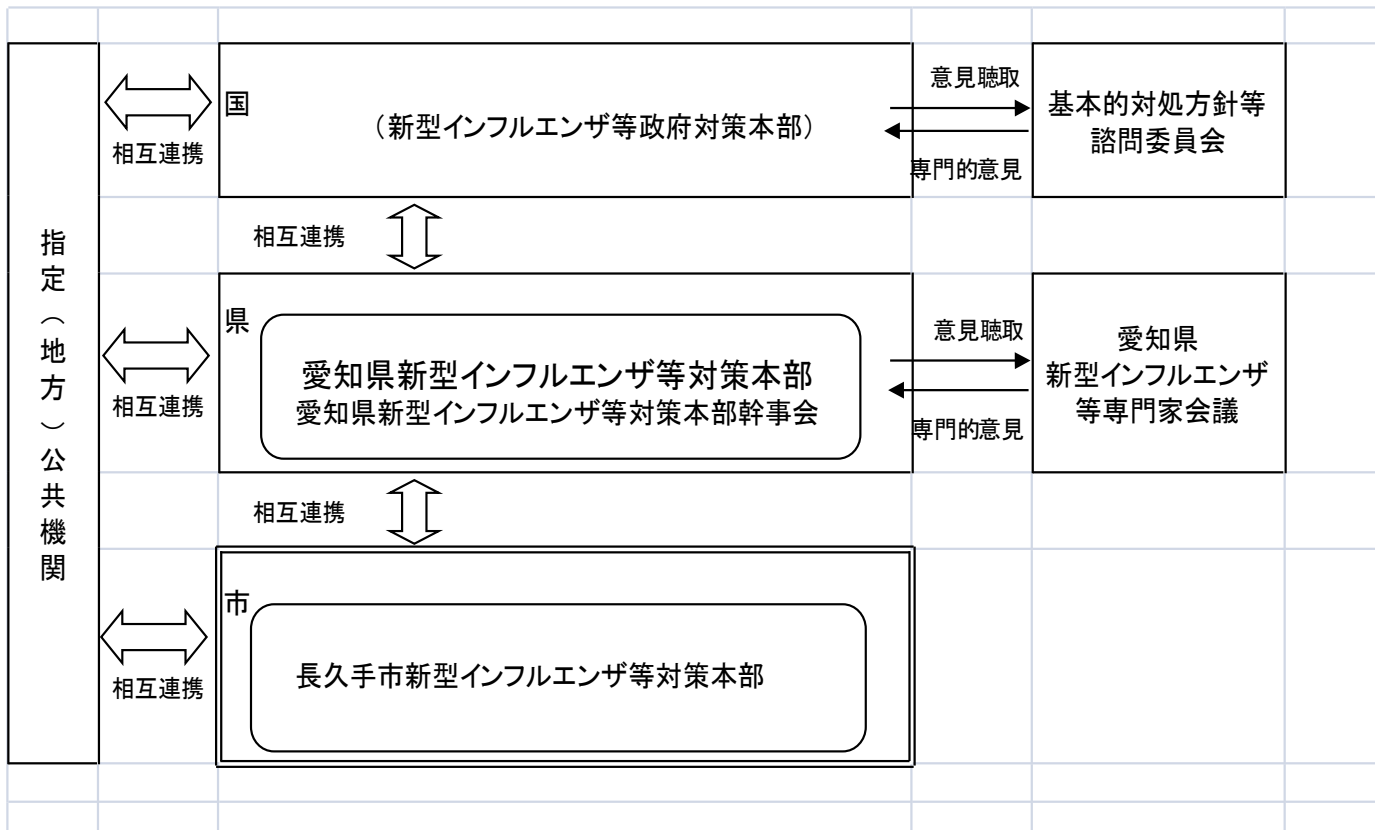 指定（地方）公共機関
相互連携
国
（新型インフルエンザ等政府対策本部）
意見聴取
専門的意見
基本的対処方針等
諮問委員会
相互連携
相互連携
県
愛知県新型インフルエンザ等対策本部
愛知県新型インフルエンザ等対策本部幹事会
意見聴取
専門的意見
愛知県
新型インフルエンザ
等専門家会議
相互連携
相互連携
市
長久手市新型インフルエンザ等対策本部